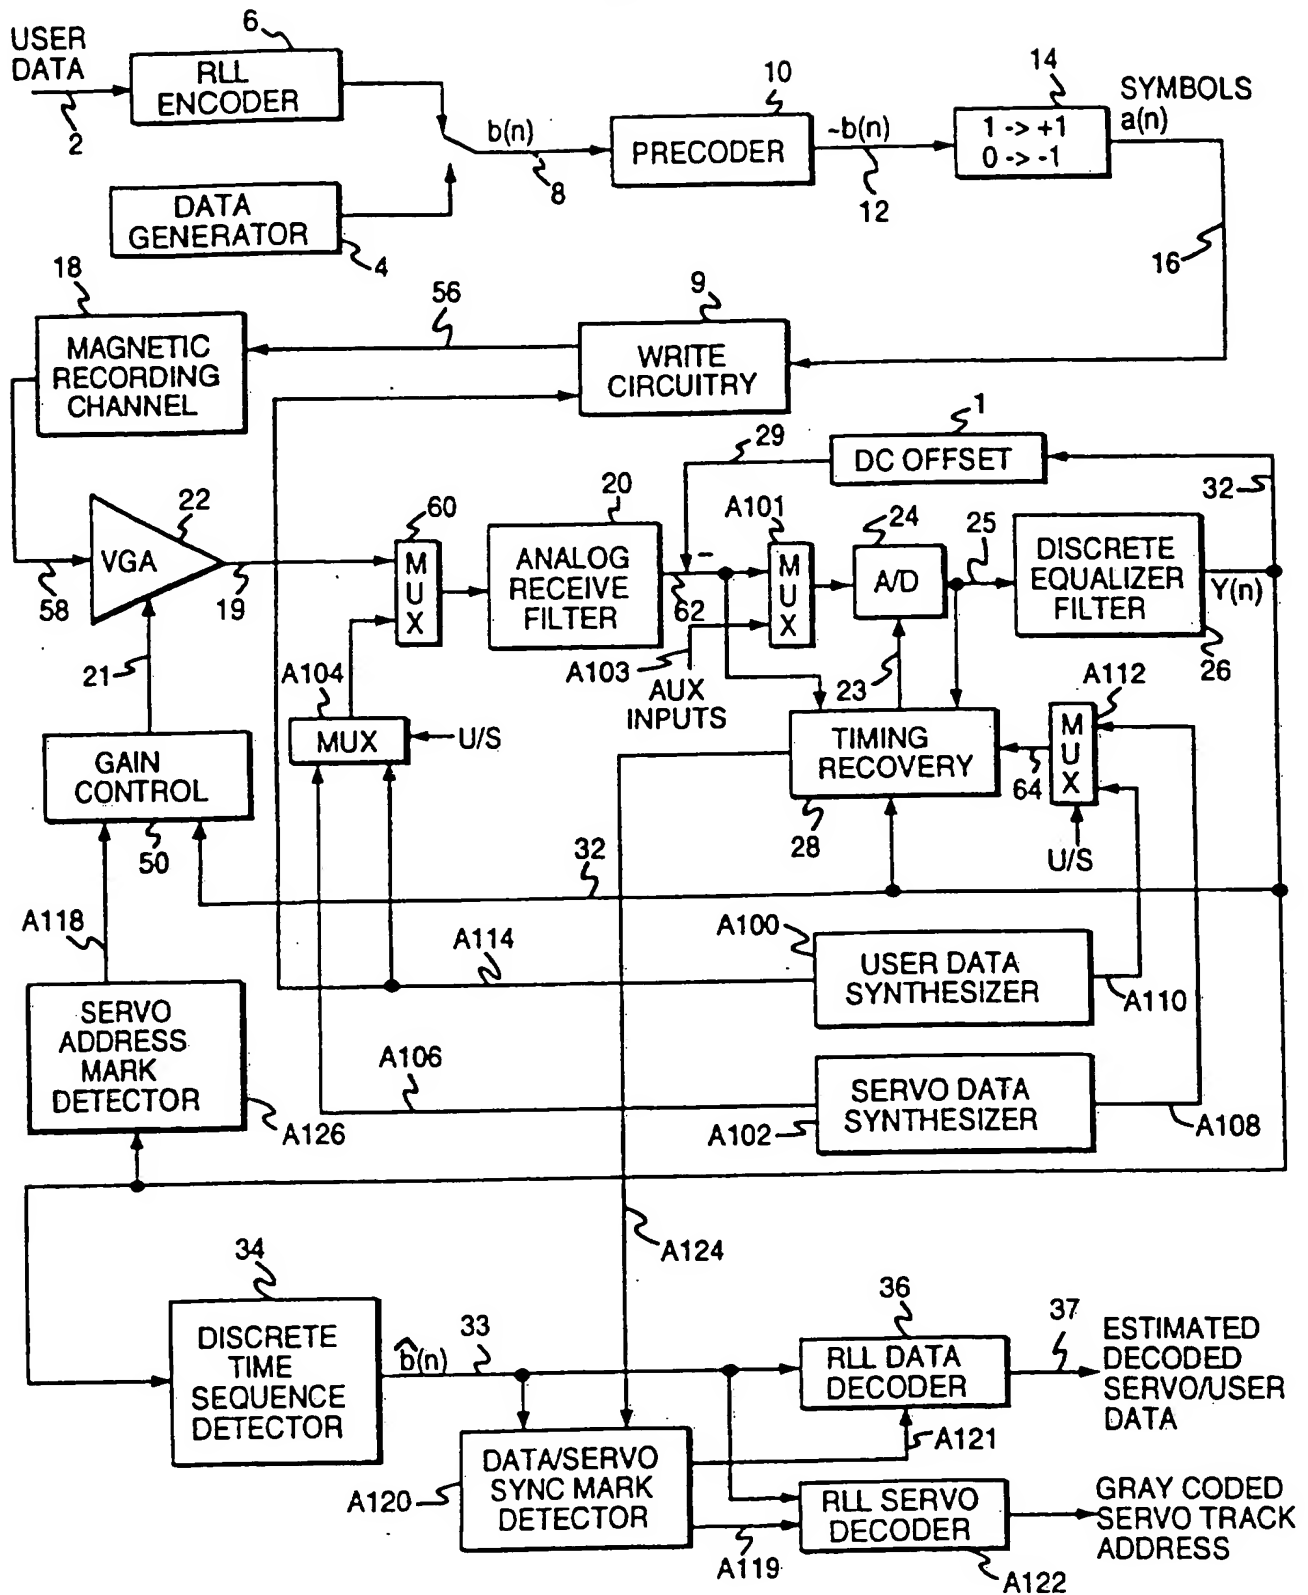 USER
DATA
2
6
RLL
ENCODER
DATA
GENERATOR
4
b(n)
8
10
PRECODER
~b(n)
12
14
1 -> +1
0 -> -1
SYMBOLS
a(n)
16
18
MAGNETIC
RECORDING
CHANNEL
56
9
WRITE
CIRCUITRY
1
DC OFFSET
29
32
22
VGA
58
19
21
60
MUX
20
ANALOG
RECEIVE
FILTER
-
62
A101
MUX
24
A/D
25
DISCRETE
EQUALIZER
FILTER
Y(n)
26
A103
AUX
INPUTS
23
A104
MUX
U/S
TIMING
RECOVERY
28
64
A112
MUX
U/S
GAIN
CONTROL
50
32
A118
A114
A100
USER DATA
SYNTHESIZER
A110
SERVO
ADDRESS
MARK
DETECTOR
A126
A106
A102
SERVO DATA
SYNTHESIZER
A108
A124
34
DISCRETE
TIME
SEQUENCE
DETECTOR
b̂(n)
33
36
RLL DATA
DECODER
37
ESTIMATED
DECODED
SERVO/USER
DATA
A121
A120
DATA/SERVO
SYNC MARK
DETECTOR
A119
RLL SERVO
DECODER
A122
GRAY CODED
SERVO TRACK
ADDRESS